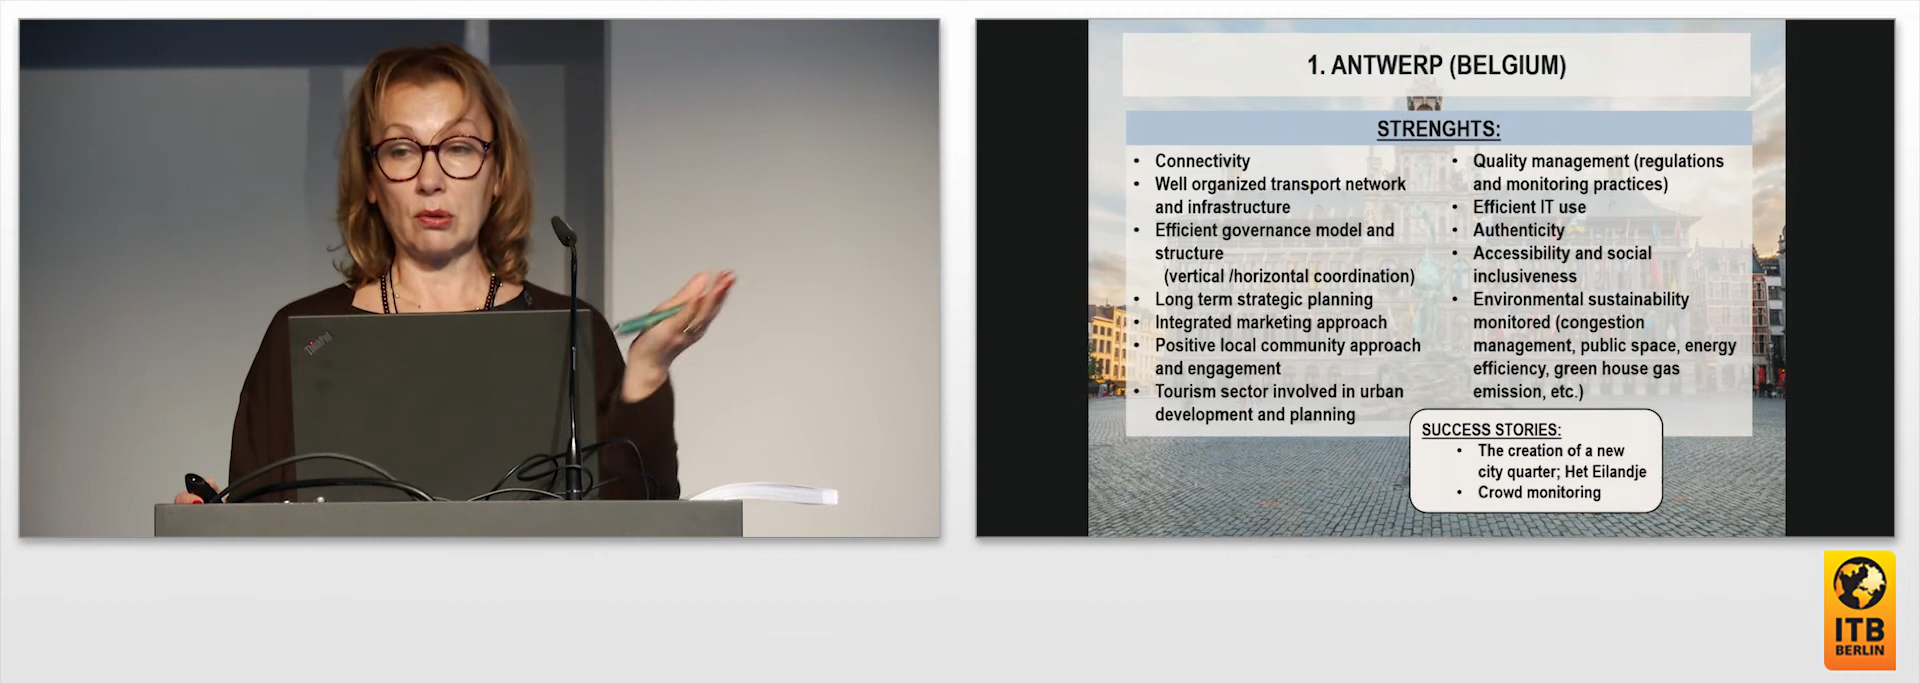 ThinkPad
1. ANTWERP (BELGIUM)
STRENGHTS:
• Connectivity
• Well organized transport network
and infrastructure
• Efficient governance model and
structure
(vertical /horizontal coordination)
• Long term strategic planning
• Integrated marketing approach
• Positive local community approach
and engagement
• Tourism sector involved in urban
development and planning
• Quality management (regulations
and monitoring practices)
• Efficient IT use
• Authenticity
• Accessibility and social
inclusiveness
• Environmental sustainability
monitored (congestion
management, public space, energy
efficiency, green house gas
emission, etc.)
SUCCESS STORIES:
• The creation of a new
city quarter; Het Eilandje
• Crowd monitoring
ITB
BERLIN